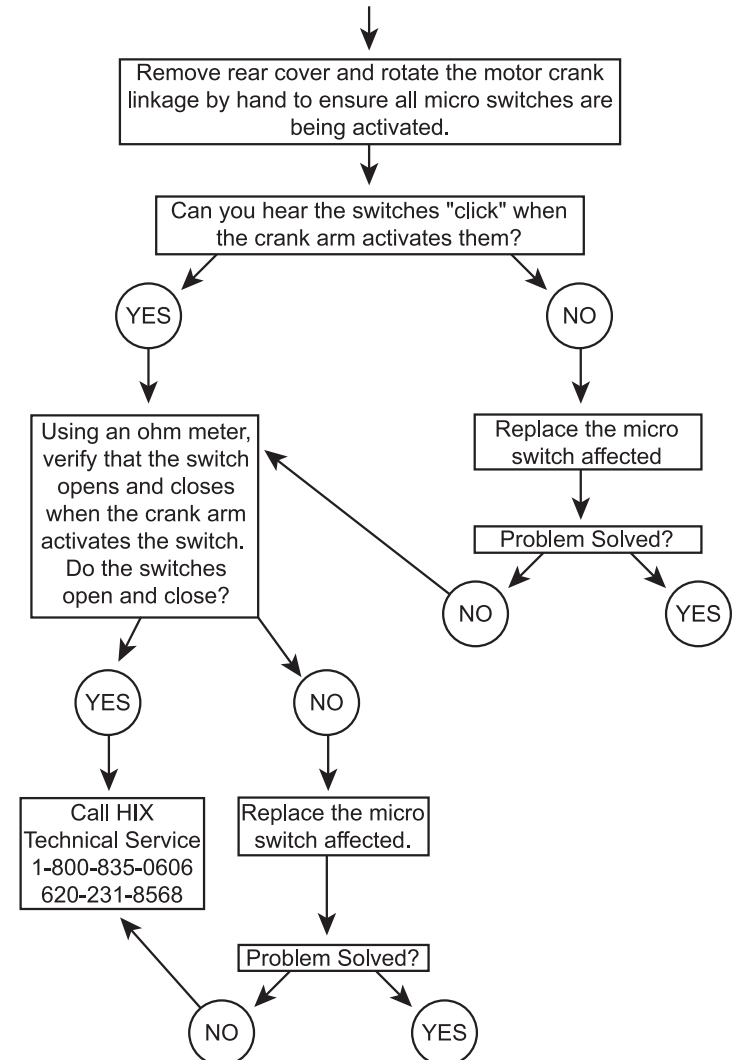 Remove rear cover and rotate the motor crank
linkage by hand to ensure all micro switches are
being activated.
Can you hear the switches "click" when
the crank arm activates them?
YES
NO
Using an ohm meter,
verify that the switch
opens and closes
when the crank arm
activates the switch.
Do the switches
open and close?
Replace the micro
switch affected
Problem Solved?
NO
YES
YES
NO
Call HIX
Technical Service
1-800-835-0606
620-231-8568
Replace the micro
switch affected.
Problem Solved?
NO
YES